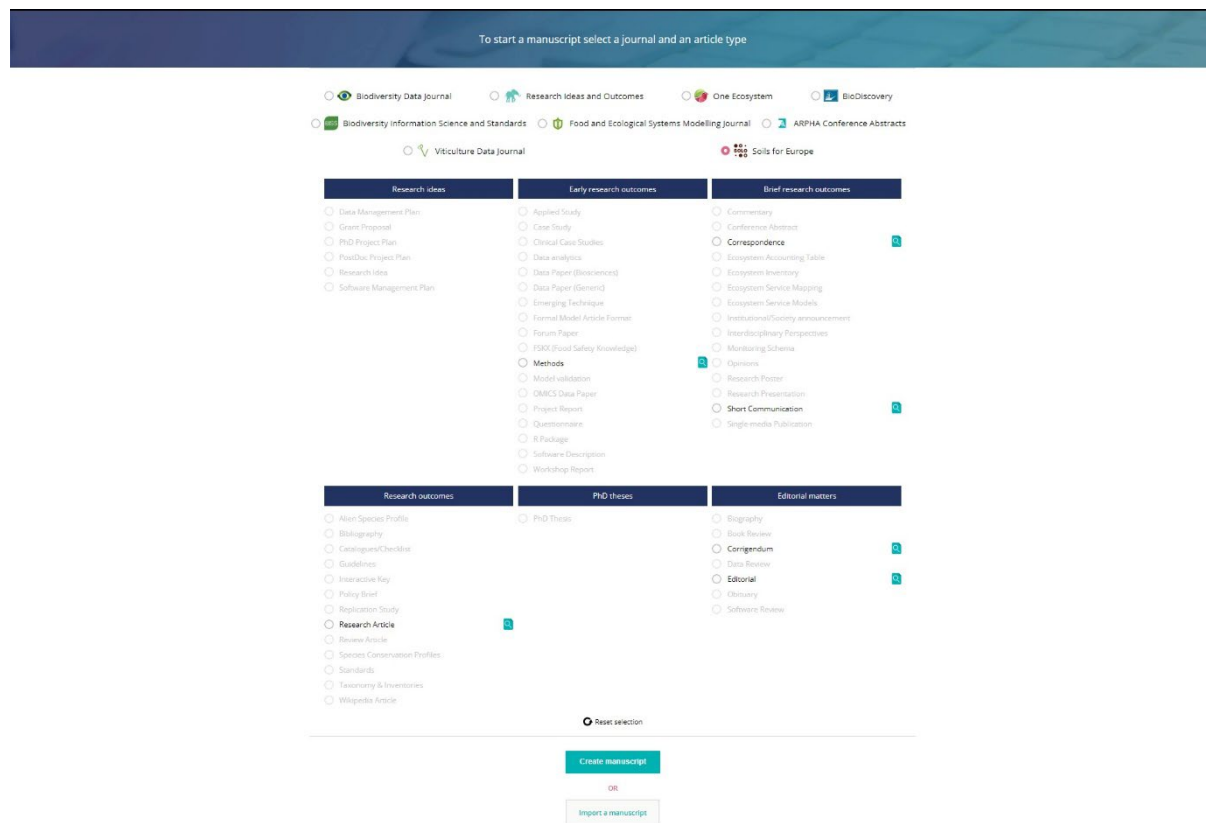 To start a manuscript select a journal and an article type
Biodiversity Data Journal
Research Ideas and Outcomes
One Ecosystem
BioDiscovery
BISS
Biodiversity Information Science and Standards
Food and Ecological Systems Modelling Journal
ARPHA Conference Abstracts
Viticulture Data Journal
SOLO
Soils for Europe
Research ideas
Data Management Plan
Grant Proposal
PhD Project Plan
PostDoc Project Plan
Research Idea
Software Management Plan
Early research outcomes
Applied Study
Case Study
Clinical Case Studies
Data analytics
Data Paper (Biosciences)
Data Paper (Generic)
Emerging Technique
Formal Model Article Format
Forum Paper
FSKX (Food Safety Knowledge)
Methods
Model validation
OMICS Data Paper
Project Report
Questionnaire
R Package
Software Description
Workshop Report
Brief research outcomes
Commentary
Conference Abstract
Correspondence
Ecosystem Accounting Table
Ecosystem Inventory
Ecosystem Service Mapping
Ecosystem Service Models
Institutional/Society announcement
Interdisciplinary Perspectives
Monitoring Schema
Opinions
Research Poster
Research Presentation
Short Communication
Single-media Publication
Research outcomes
Alien Species Profile
Bibliography
Catalogues/Checklist
Guidelines
Interactive Key
Policy Brief
Replication Study
Research Article
Review Article
Species Conservation Profiles
Standards
Taxonomy & Inventories
Wikipedia Article
PhD theses
PhD Thesis
Editorial matters
Biography
Book Review
Corrigendum
Data Review
Editorial
Obituary
Software Review
Reset selection
Create manuscript
OR
Import a manuscript